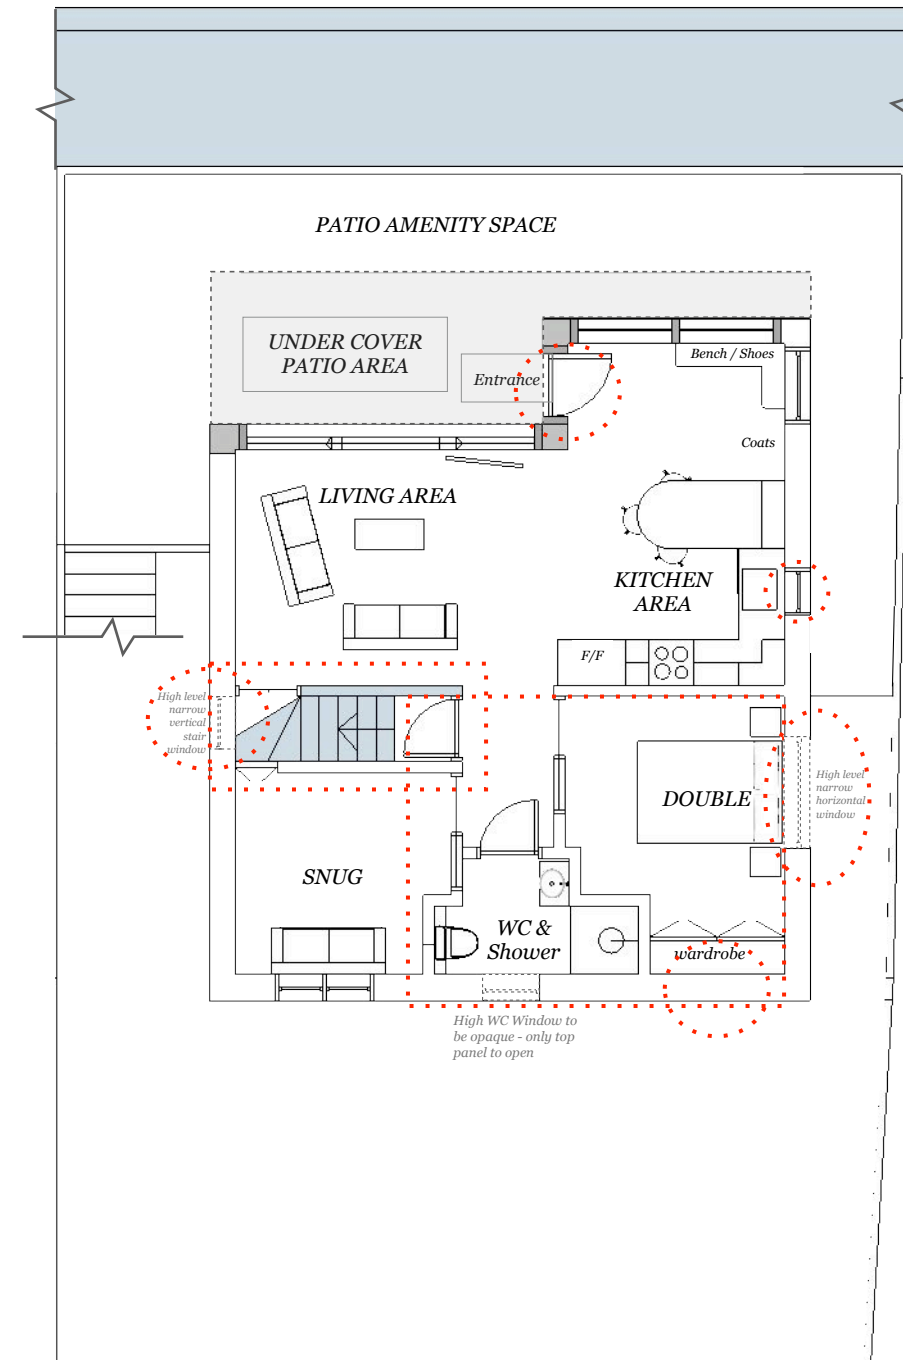 PATIO AMENITY SPACE
UNDER COVER
PATIO AREA
Bench / Shoes
Entrance
Coats
LIVING AREA
KITCHEN
AREA
F/F
High level
narrow
vertical
stair
window
High level
narrow
horizontal
window
DOUBLE
SNUG
WC &
Shower
wardrobe
High WC Window to
be opaque - only top
panel to open